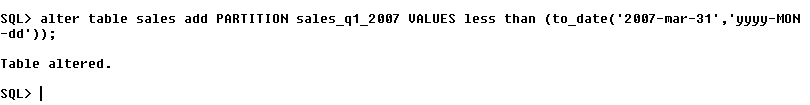 SQL> alter table sales add PARTITION sales_q1_2007 VALUES less than (to_date('2007-mar-31','yyyy-MON
-dd'));
Table altered.
SQL>